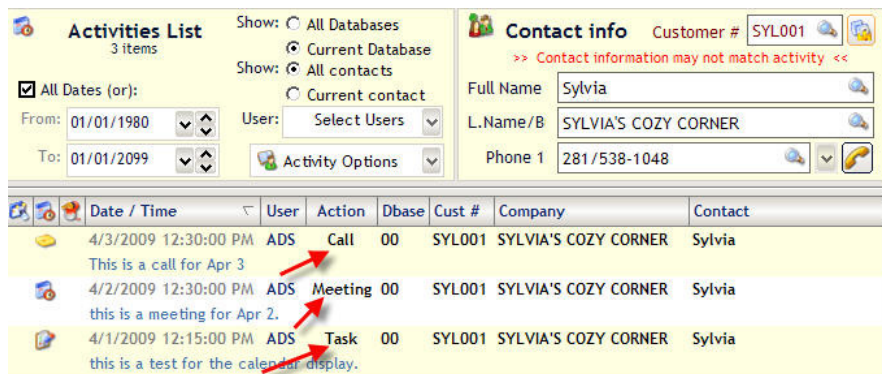 Activities List
3 items
Show: All Databases
Current Database
Show: All contacts
Current contact
All Dates (or):
From: 01/01/1980
To: 01/01/2099
User: Select Users
Activity Options
Contact info Customer # SYL001
>> Contact information may not match activity <<
Full Name Sylvia
L.Name/B SYLVIA'S COZY CORNER
Phone 1 281/538-1048
Date / Time User Action Dbase Cust # Company Contact
4/3/2009 12:30:00 PM ADS Call 00 SYL001 SYLVIA'S COZY CORNER Sylvia
This is a call for Apr 3
4/2/2009 12:30:00 PM ADS Meeting 00 SYL001 SYLVIA'S COZY CORNER Sylvia
this is a meeting for Apr 2.
4/1/2009 12:15:00 PM ADS Task 00 SYL001 SYLVIA'S COZY CORNER Sylvia
this is a test for the calendar display.